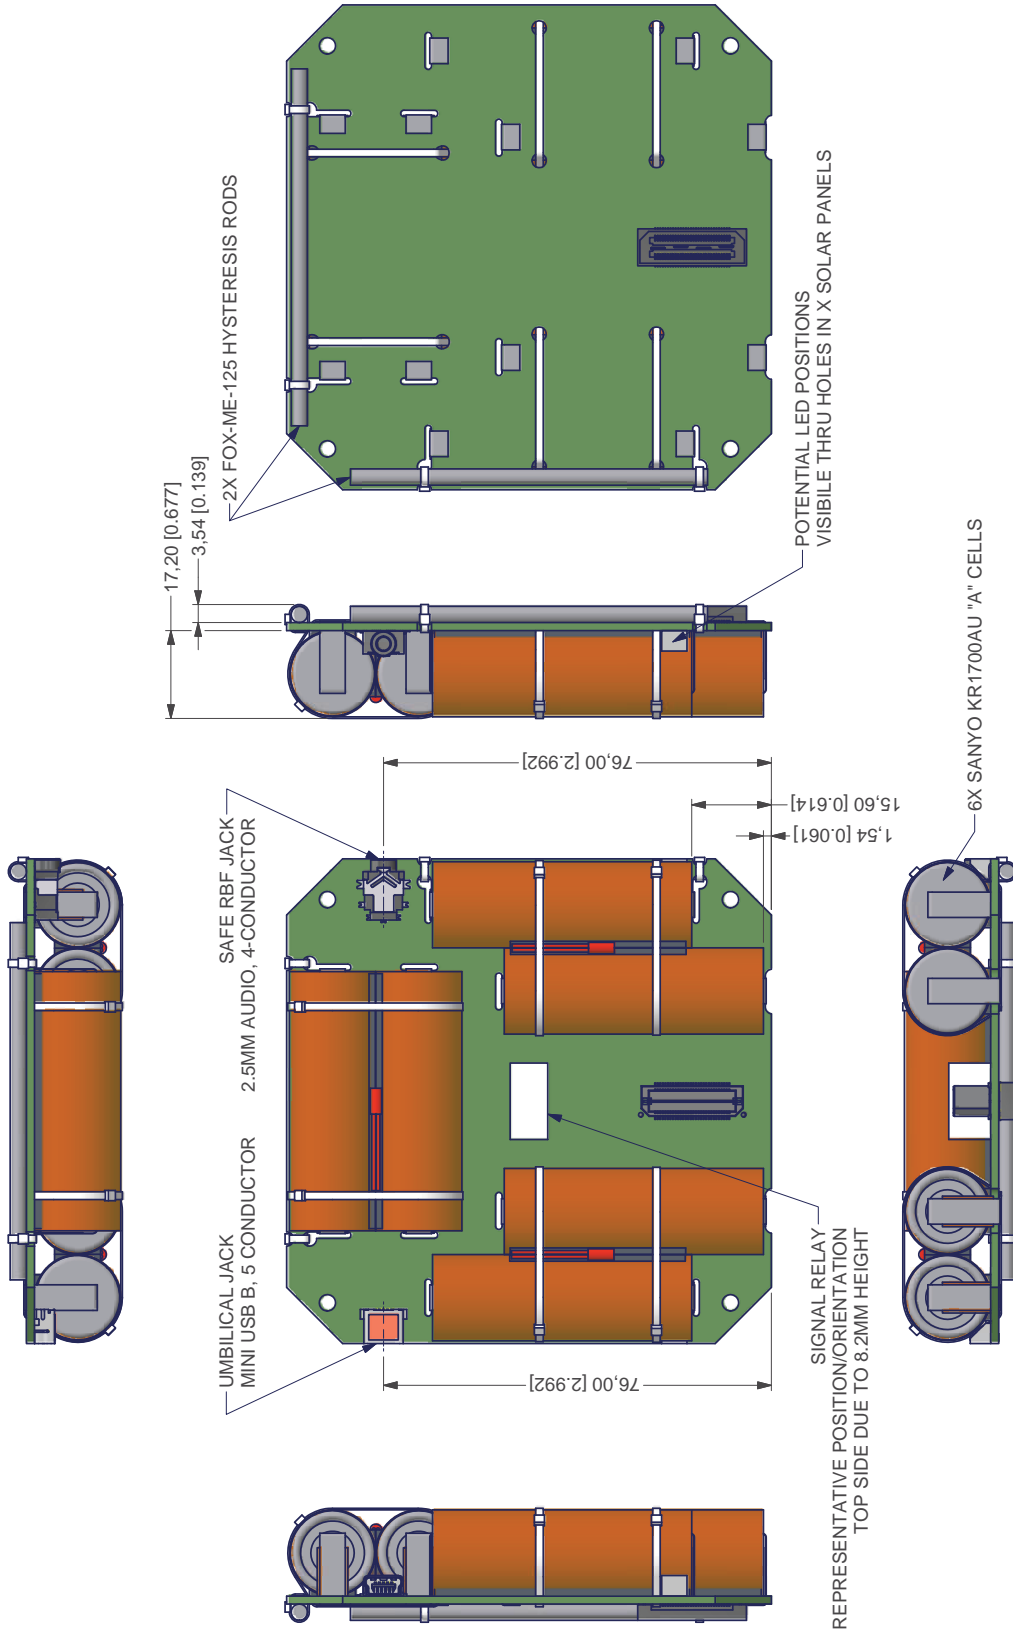 UMBILICAL JACK
MINI USB B, 5 CONDUCTOR
SAFE RBF JACK
2.5MM AUDIO, 4-CONDUCTOR
17,20 [0.677]
3,54 [0.139]
2X FOX-ME-125 HYSTERESIS RODS
76,00 [2.992]
76,00 [2.992]
15,60 [0.614]
1,54 [0.061]
POTENTIAL LED POSITIONS
VISIBILE THRU HOLES IN X SOLAR PANELS
SIGNAL RELAY
REPRESENTATIVE POSITION/ORIENTATION
TOP SIDE DUE TO 8.2MM HEIGHT
6X SANYO KR1700AU "A" CELLS